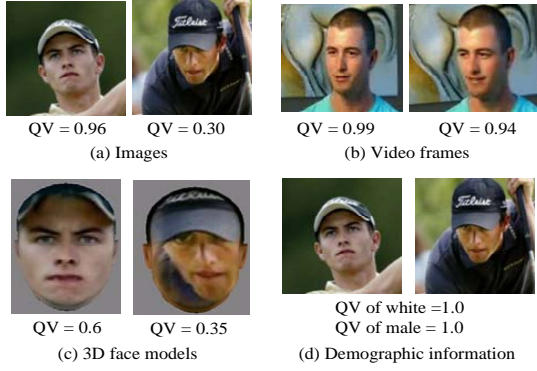 Titleist
QV = 0.96 QV = 0.30
(a) Images
QV = 0.99 QV = 0.94
(b) Video frames
Titleist
QV = 0.6 QV = 0.35
(c) 3D face models
Titleist
QV of white =1.0
QV of male = 1.0
(d) Demographic information